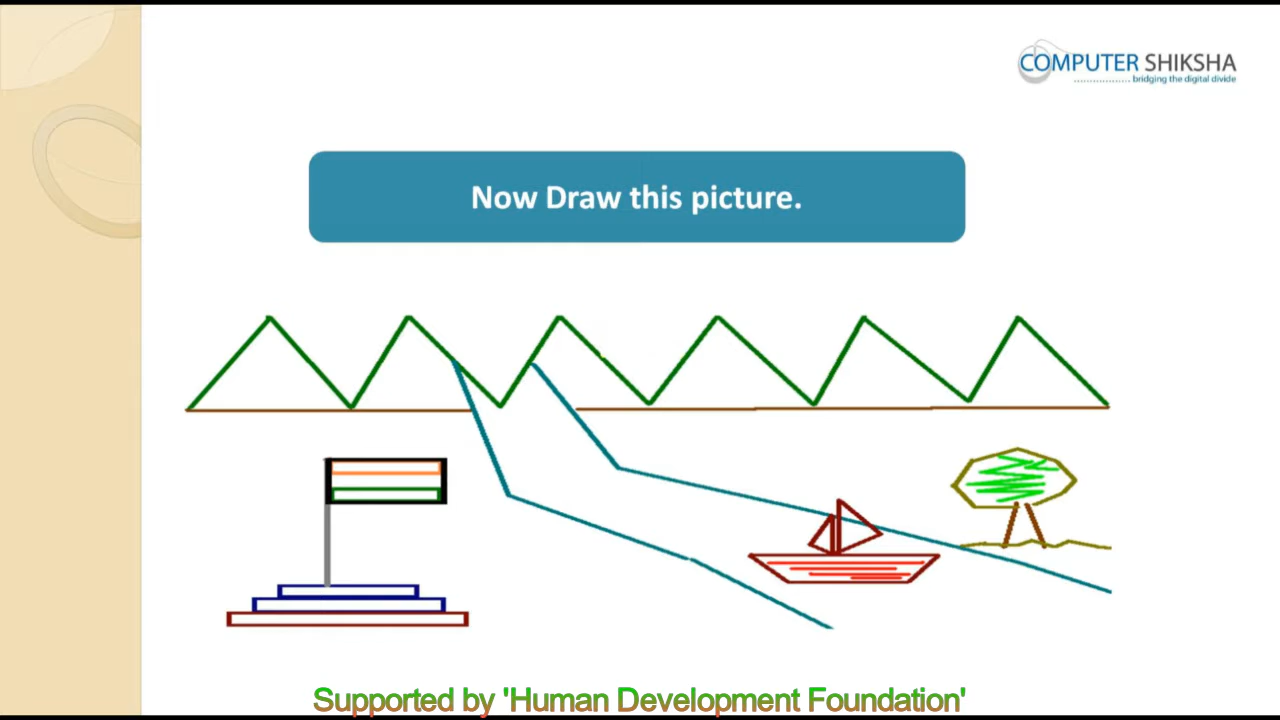 COMPUTER SHIKSHA
bridging the digital divide
Now Draw this picture.
Supported by 'Human Development Foundation'